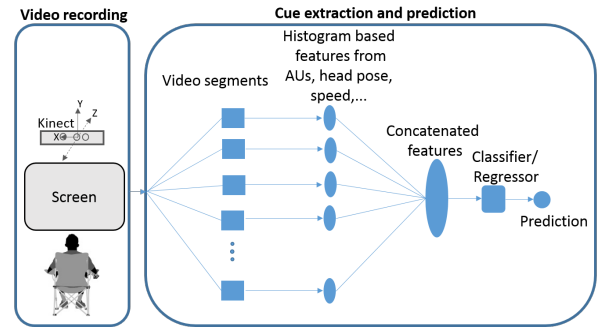 Video recording
Cue extraction and prediction
Histogram based
features from
AUs, head pose,
speed,...
Video segments
Y
Z
Kinect
X
Concatenated
features
Classifier/
Regressor
Screen
Prediction